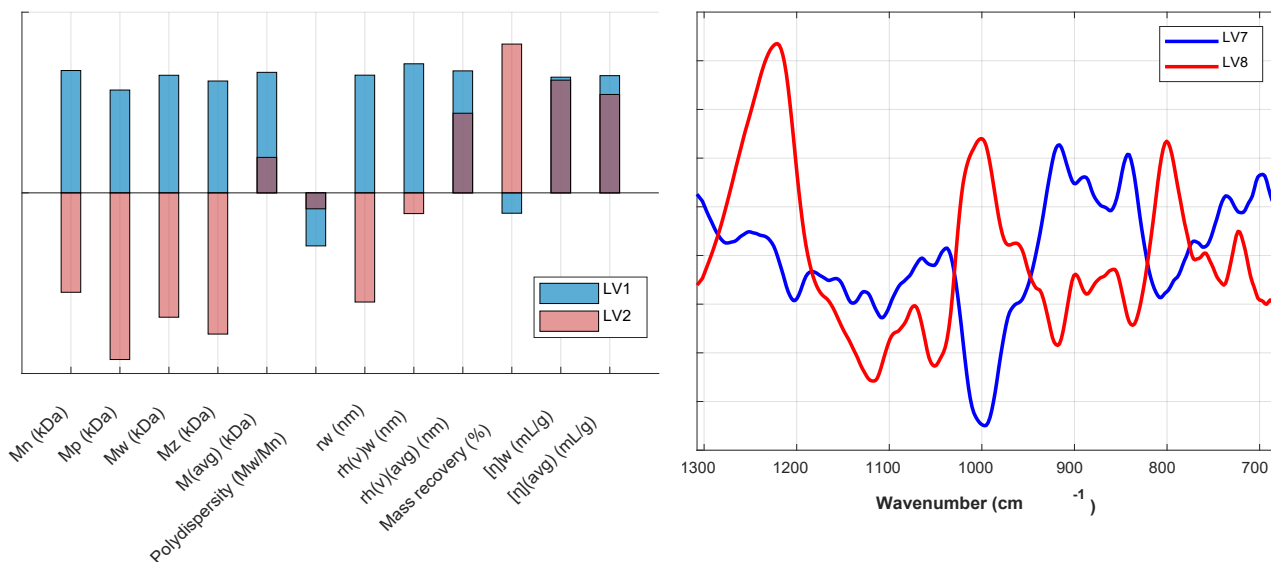 LV1
LV2
Mn (kDa)
Mp (kDa)
Mw (kDa)
Mz (kDa)
M(avg) (kDa)
Polydispersity (Mw/Mn)
rw (nm)
rh(v)w (nm)
rh(v)(avg) (nm)
Mass recovery (%)
[η]w (mL/g)
[η](avg) (mL/g)
LV7
LV8
1300 1200 1100 1000 900 800 700
Wavenumber (cm -1 )